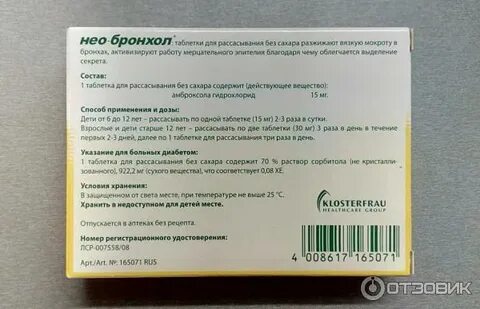 нео-бронхол® таблетки для рассасывания без сахара разжижают вязкую мокроту в
бронхах, активизируют работу мерцательного эпителия благодаря чему облегчается выделение
секрета.
Состав:
1 таблетка для рассасывания без сахара содержит (действующее вещество):
амброксола гидрохлорид 15 мг.
Способ применения и дозы:
Дети от 6 до 12 лет – рассасывать по одной таблетке (15 мг) 2-3 раза в сутки.
Взрослые и дети старше 12 лет – рассасывать по две таблетки (30 мг) 3 раза в день в течение
первых 2-3 дней, далее по 1 таблетке для рассасывания три раза в день.
Указание для больных диабетом:
1 таблетка для рассасывания без сахара содержит 70 % раствор сорбитола (не кристалли-
зованного), 922,2 мг (сухого вещества), что соответствует 0,08 ХЕ.
Условия хранения:
В защищенном от света месте, при температуре не выше 25 °C.
Хранить в недоступном для детей месте.
Отпускается в аптеках без рецепта.
Номер регистрационного удостоверения:
ЛСР-007558/08
Apt./Art. №: 165071 RUS
KLOSTERFRAU
HEALTHCARE GROUP
4 008617 165071
ОТЗОВИК